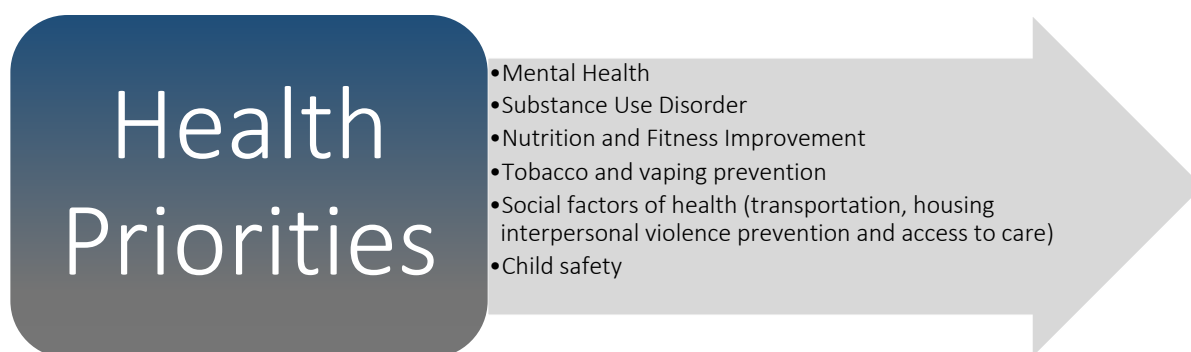 Health
Priorities
•Mental Health
•Substance Use Disorder
•Nutrition and Fitness Improvement
•Tobacco and vaping prevention
•Social factors of health (transportation, housing
interpersonal violence prevention and access to care)
•Child safety